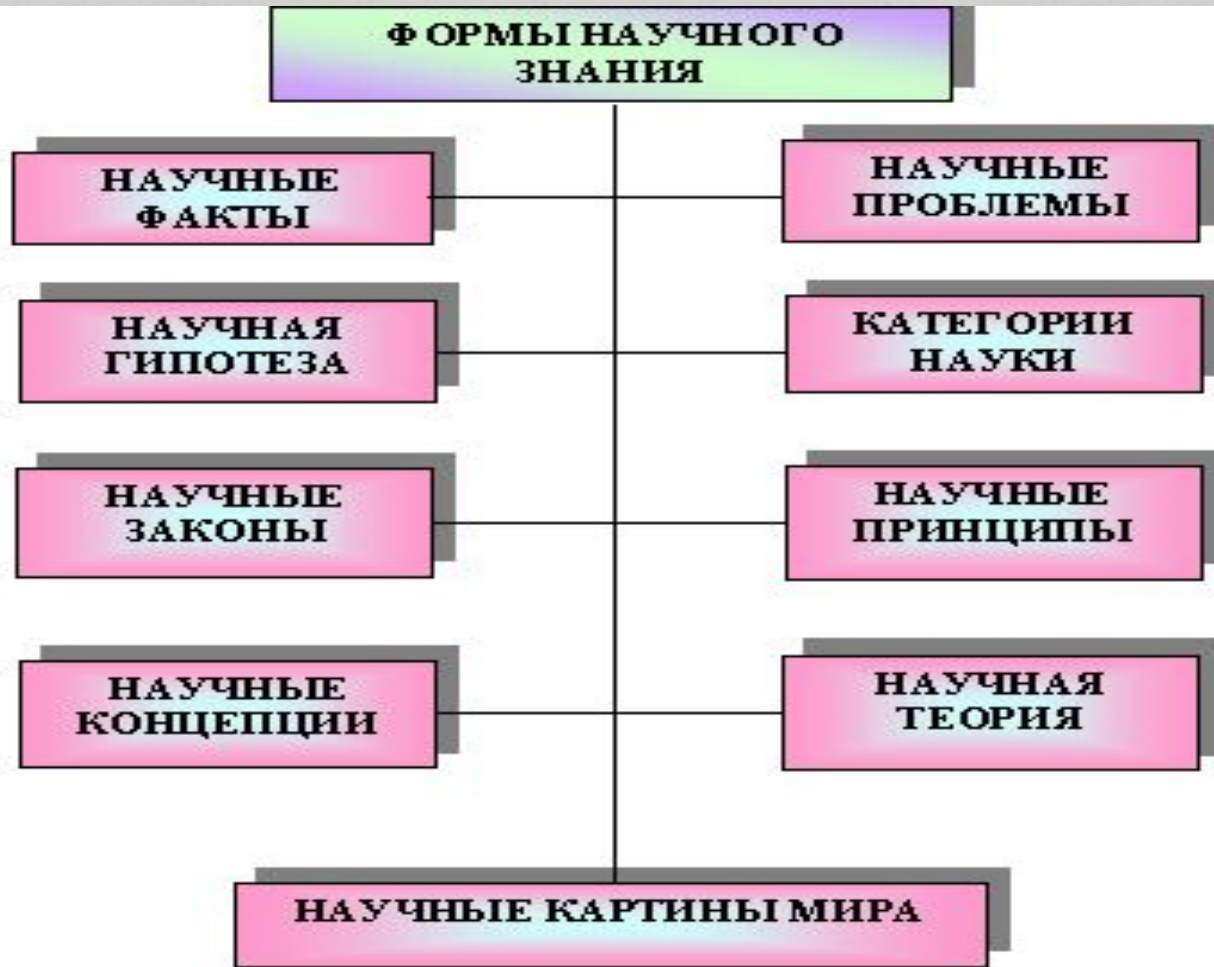 ФОРМЫ НАУЧНОГО
ЗНАНИЯ
НАУЧНЫЕ
ФАКТЫ
НАУЧНЫЕ
ПРОБЛЕМЫ
НАУЧНАЯ
ГИПОТЕЗА
КАТЕГОРИИ
НАУКИ
НАУЧНЫЕ
ЗАКОНЫ
НАУЧНЫЕ
ПРИНЦИПЫ
НАУЧНЫЕ
КОНЦЕПЦИИ
НАУЧНАЯ
ТЕОРИЯ
НАУЧНЫЕ КАРТИНЫ МИРА